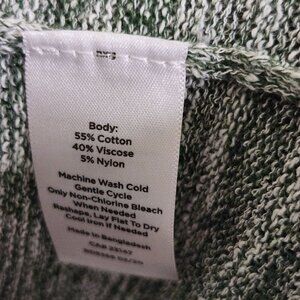 Body:
55% Cotton
40% Viscose
5% Nylon
Machine Wash Cold
Gentle Cycle
Only Non-Chlorine Bleach
When Needed
Reshape, Lay Flat To Dry
Cool Iron if Needed
Made in Bangladesh